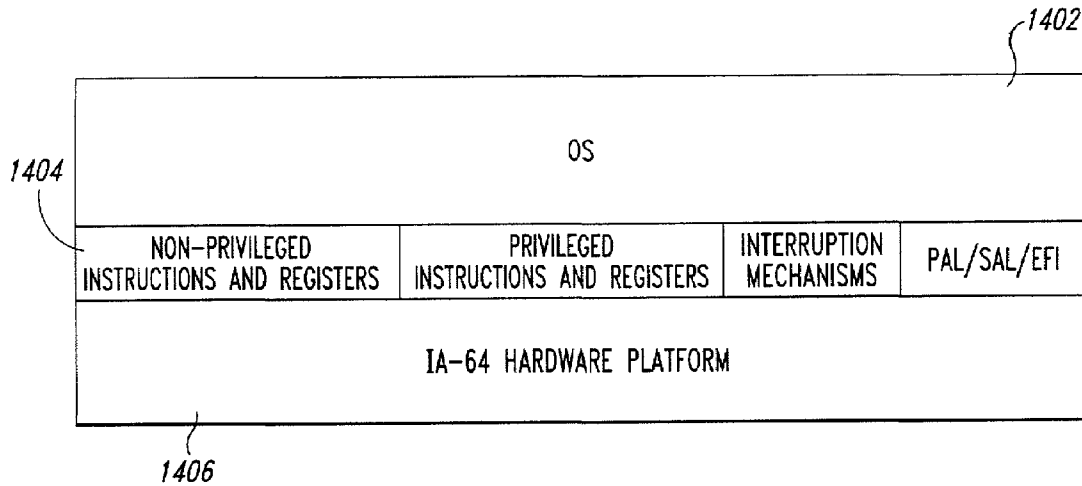 1402
OS
1404
NON-PRIVILEGED
INSTRUCTIONS AND REGISTERS
PRIVILEGED
INSTRUCTIONS AND REGISTERS
INTERRUPTION
MECHANISMS
PAL/SAL/EFI
IA-64 HARDWARE PLATFORM
1406